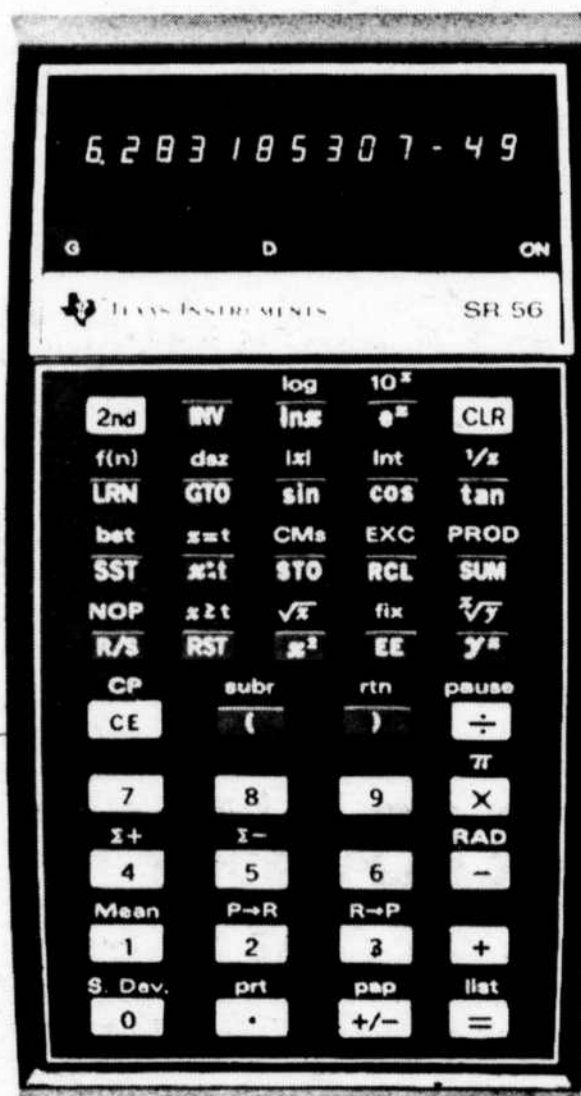 6.283185307-49
G D ON
TEXAS INSTRUMENTS SR 56
log 10ˣ
2nd INV lnx eˣ CLR
f(n) dsz |x| Int 1/x
LRN GTO sin cos tan
bst x=t CMs EXC PROD
SST x:t STO RCL SUM
NOP x≥t √x fix ˣ√y
R/S RST x² EE yˣ
CP subr rtn pause
CE ( ) ÷
π
7 8 9 ×
Σ+ Σ- RAD
4 5 6 −
Mean P→R R→P
1 2 3 +
S. Dev. prt pap list
0 . +/- =